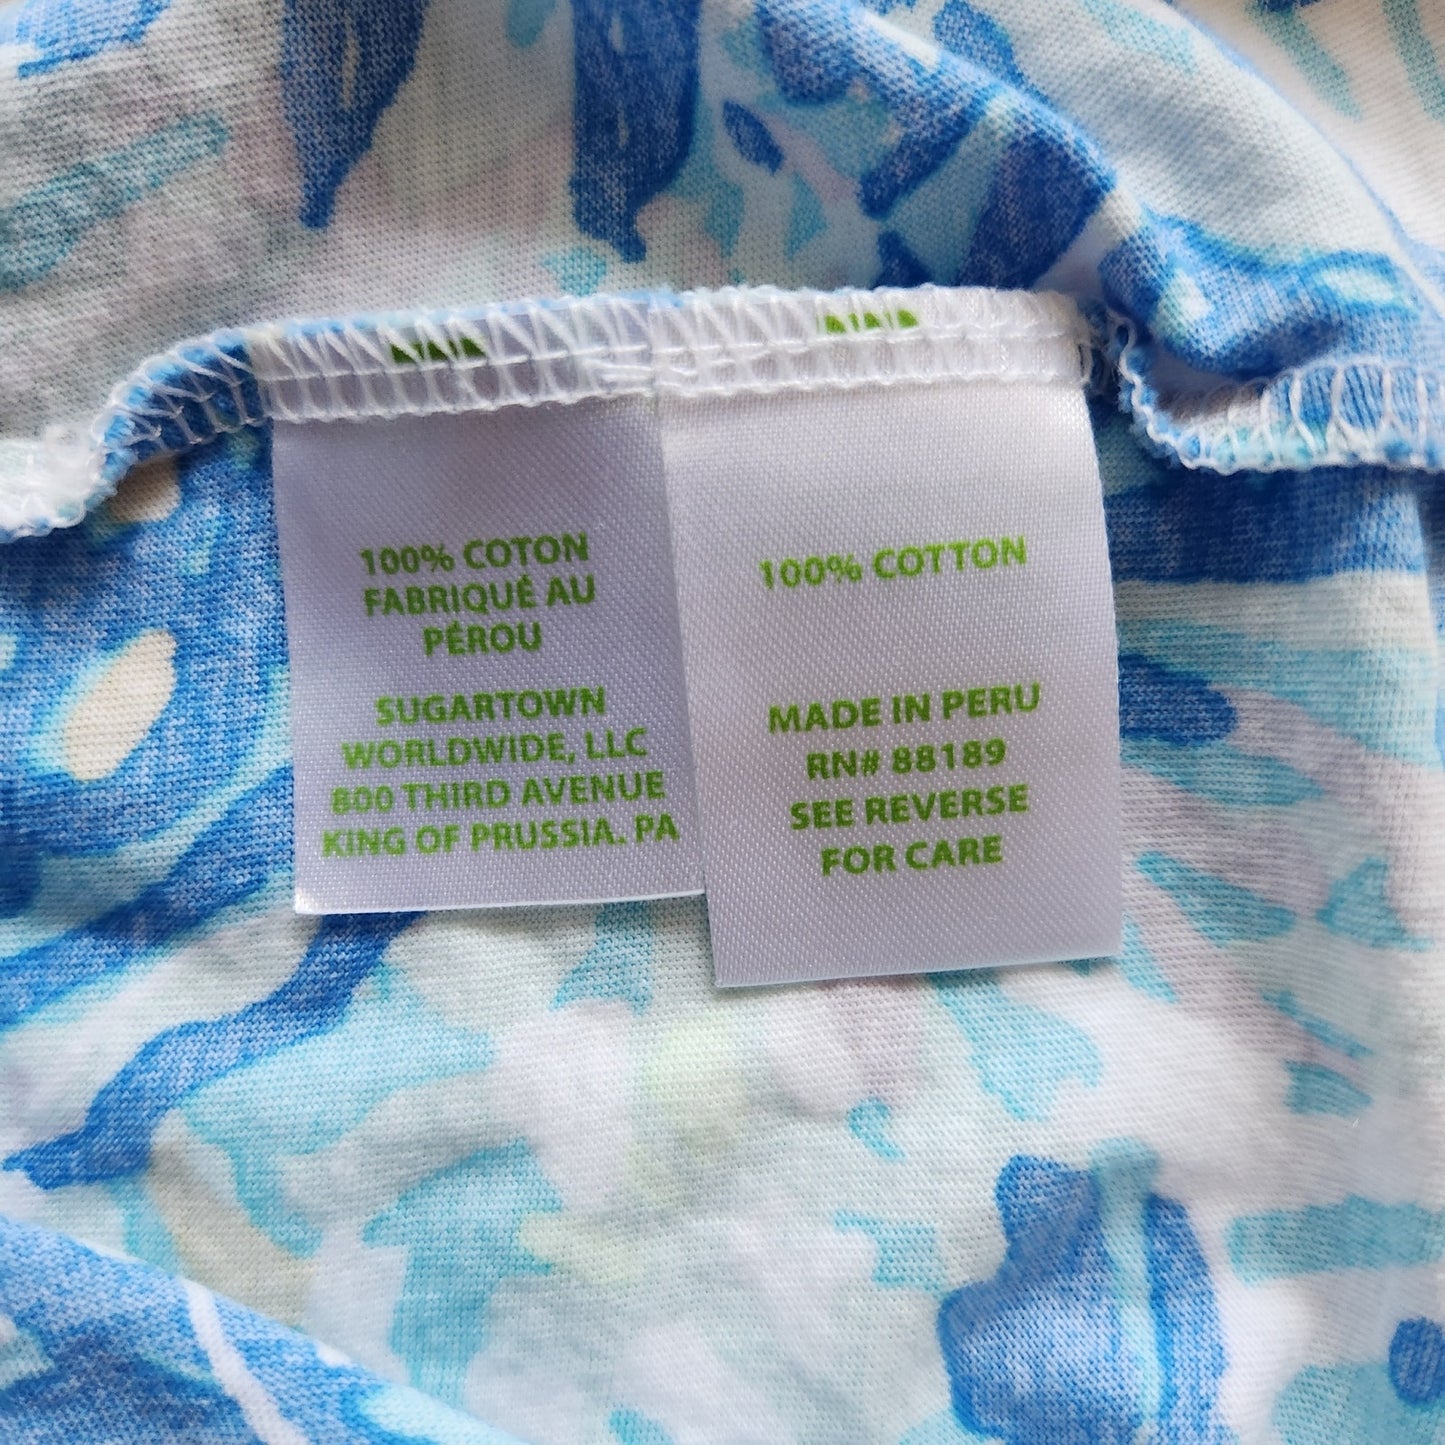 100% COTON
FABRIQUÉ AU
PÉROU
SUGARTOWN
WORLDWIDE, LLC
800 THIRD AVENUE
KING OF PRUSSIA. PA
100% COTTON
MADE IN PERU
RN# 88189
SEE REVERSE
FOR CARE